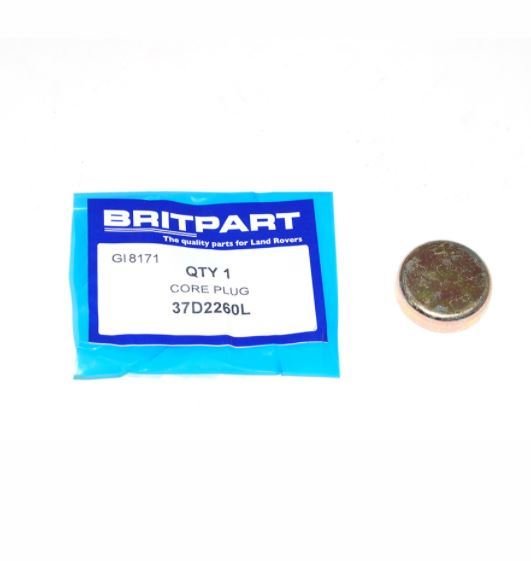 BRITPART
The quality parts for Land Rovers
GI8171
QTY 1
CORE PLUG
37D2260L